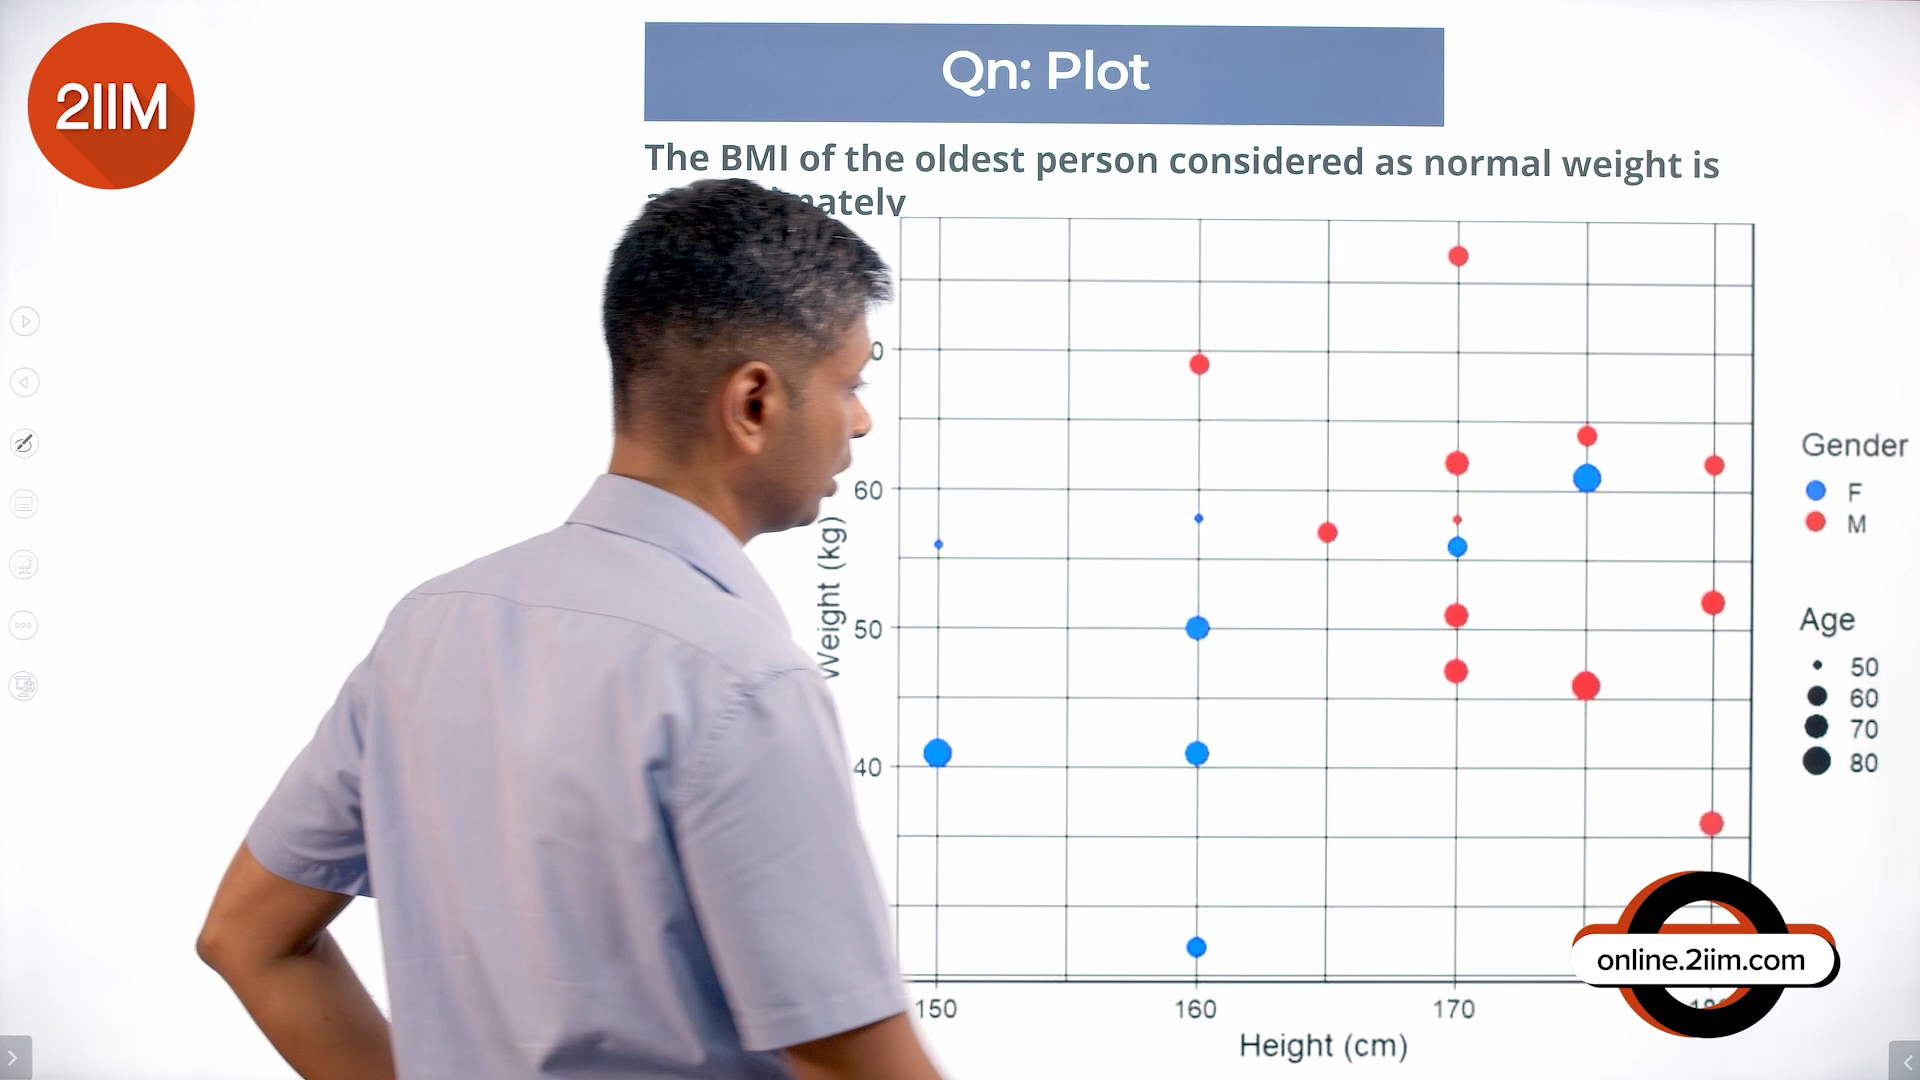 2IIM
Qn: Plot
The BMI of the oldest person considered as normal weight is
60
50
40
Weight (kg)
150
160
170
Height (cm)
Gender
F
M
Age
50
60
70
80
online.2iim.com